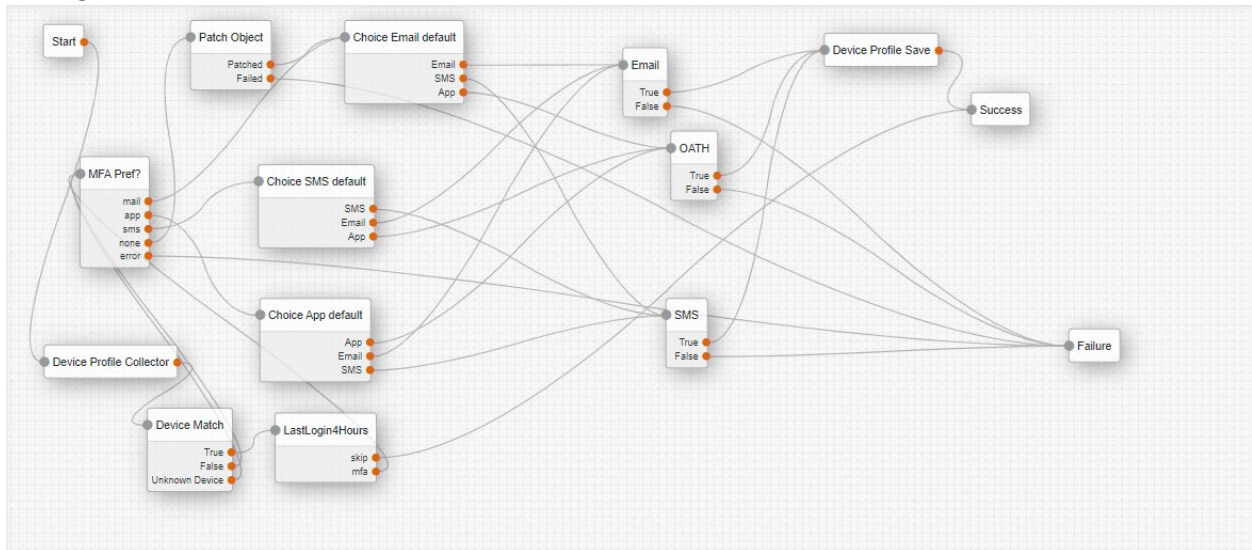 Start
Patch Object
Patched
Failed
Choice Email default
Email
SMS
App
Email
True
False
Device Profile Save
Success
OATH
True
False
MFA Pref?
mail
app
sms
none
error
Choice SMS default
SMS
Email
App
Choice App default
App
Email
SMS
SMS
True
False
Failure
Device Profile Collector
Device Match
True
False
Unknown Device
LastLogin4Hours
skip
mfa